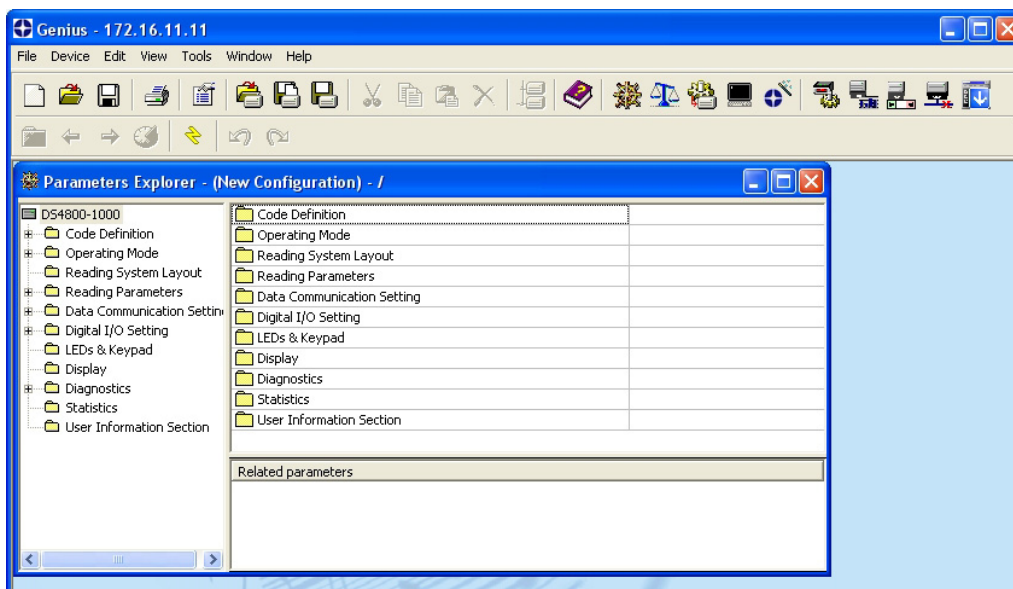 Genius - 172.16.11.11
File Device Edit View Tools Window Help
Parameters Explorer - (New Configuration) - /
DS4800-1000
Code Definition
Operating Mode
Reading System Layout
Reading Parameters
Data Communication Settin
Digital I/O Setting
LEDs & Keypad
Display
Diagnostics
Statistics
User Information Section
Code Definition
Operating Mode
Reading System Layout
Reading Parameters
Data Communication Setting
Digital I/O Setting
LEDs & Keypad
Display
Diagnostics
Statistics
User Information Section
Related parameters